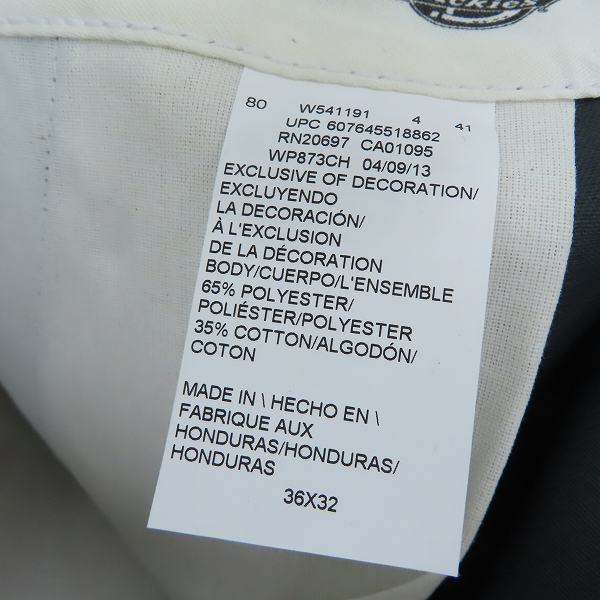 DICKIES
80 W541191 4 41
UPC 607645518862
RN20697 CA01095
WP873CH 04/09/13
EXCLUSIVE OF DECORATION/
EXCLUYENDO
LA DECORACIÓN/
À L'EXCLUSION
DE LA DÉCORATION
BODY/CUERPO/L'ENSEMBLE
65% POLYESTER/
POLIÉSTER/POLYESTER
35% COTTON/ALGODÓN/
COTON
MADE IN \ HECHO EN \
FABRIQUE AUX
HONDURAS/HONDURAS/
HONDURAS
36X32